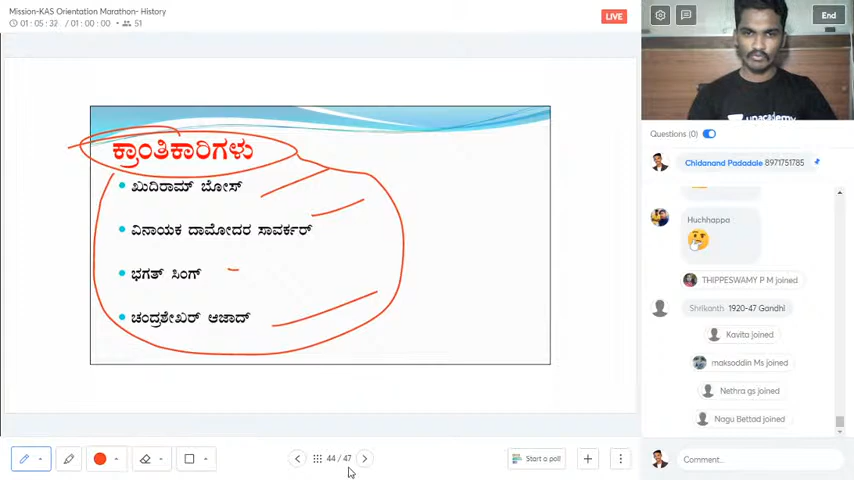 Mission-KAS Orientation Marathon- History
01:05:32 / 01:00:00 • 51
LIVE
End
ಕ್ರಾಂತಿಕಾರಿಗಳು
ಖುದಿರಾಮ್ ಬೋಸ್
ವಿನಾಯಕ ದಾಮೋದರ ಸಾವರ್ಕರ್
ಭಗತ್ ಸಿಂಗ್
ಚಂದ್ರಶೇಖರ್ ಆಜಾದ್
44 / 47
Start a poll
unacademy
Questions (0)
Chidanand Padadale 8971751785
Huchhappa
THIPPESWAMY P M joined
Shrikanth 1920-47 Gandhi
Kavita joined
maksoddin Ms joined
Nethra gs joined
Nagu Bettad joined
Comment...